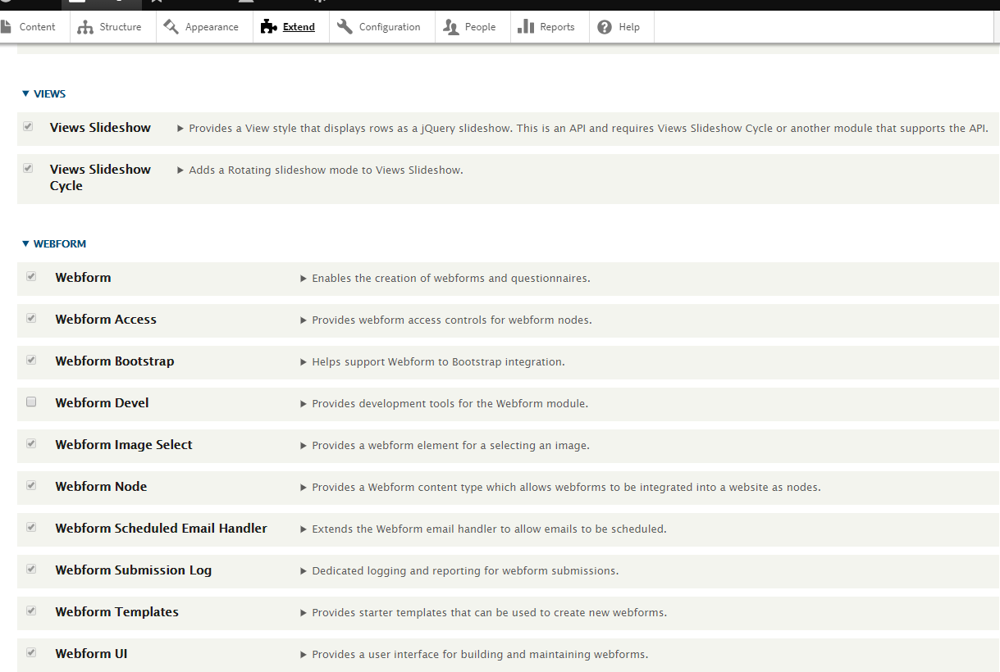 Content Structure Appearance Extend Configuration People Reports Help
VIEWS
Views Slideshow Provides a View style that displays rows as a jQuery slideshow. This is an API and requires Views Slideshow Cycle or another module that supports the API.
Views Slideshow Adds a Rotating slideshow mode to Views Slideshow.
Cycle
WEBFORM
Webform Enables the creation of webforms and questionnaires.
Webform Access Provides webform access controls for webform nodes.
Webform Bootstrap Helps support Webform to Bootstrap integration.
Webform Devel Provides development tools for the Webform module.
Webform Image Select Provides a webform element for a selecting an image.
Webform Node Provides a Webform content type which allows webforms to be integrated into a website as nodes.
Webform Scheduled Email Handler Extends the Webform email handler to allow emails to be scheduled.
Webform Submission Log Dedicated logging and reporting for webform submissions.
Webform Templates Provides starter templates that can be used to create new webforms.
Webform UI Provides a user interface for building and maintaining webforms.